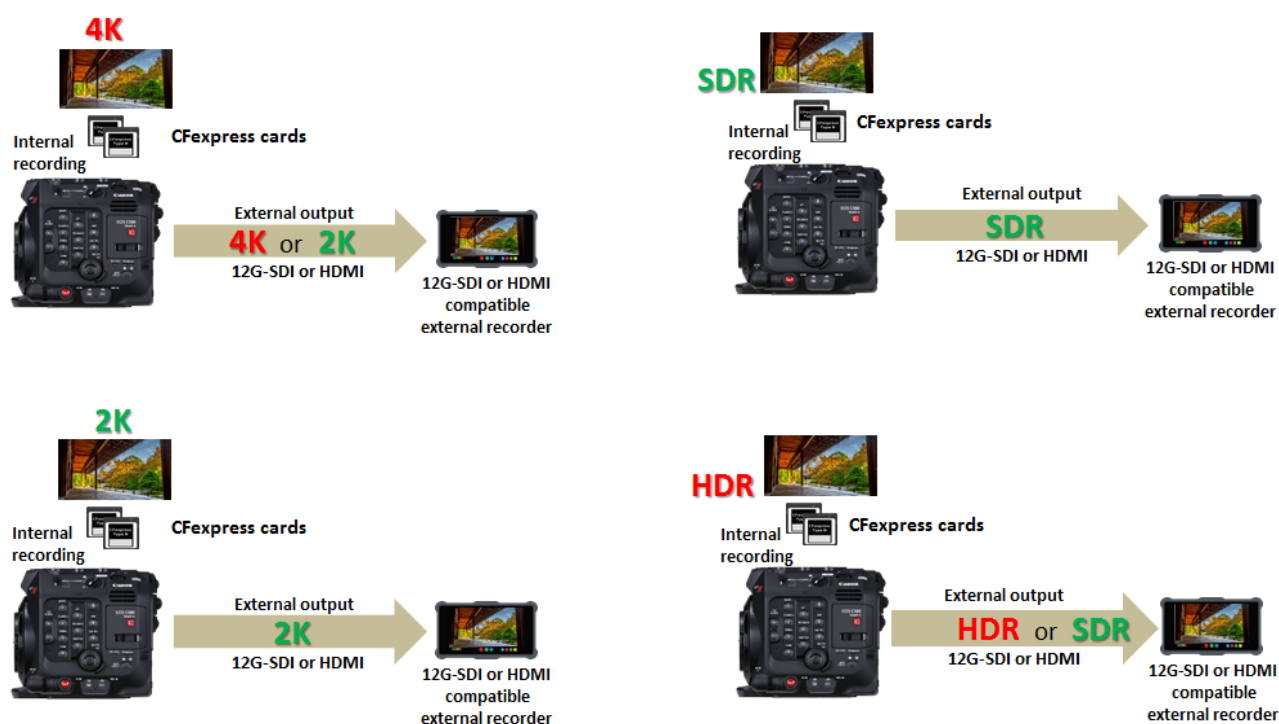 4K
Internal
recording
CFexpress cards
External output
4K or 2K
12G-SDI or HDMI
12G-SDI or HDMI
compatible
external recorder
SDR
Internal
recording
CFexpress cards
External output
SDR
12G-SDI or HDMI
12G-SDI or HDMI
compatible
external recorder
2K
Internal
recording
CFexpress cards
External output
2K
12G-SDI or HDMI
12G-SDI or HDMI
compatible
external recorder
HDR
Internal
recording
CFexpress cards
External output
HDR or SDR
12G-SDI or HDMI
12G-SDI or HDMI
compatible
external recorder